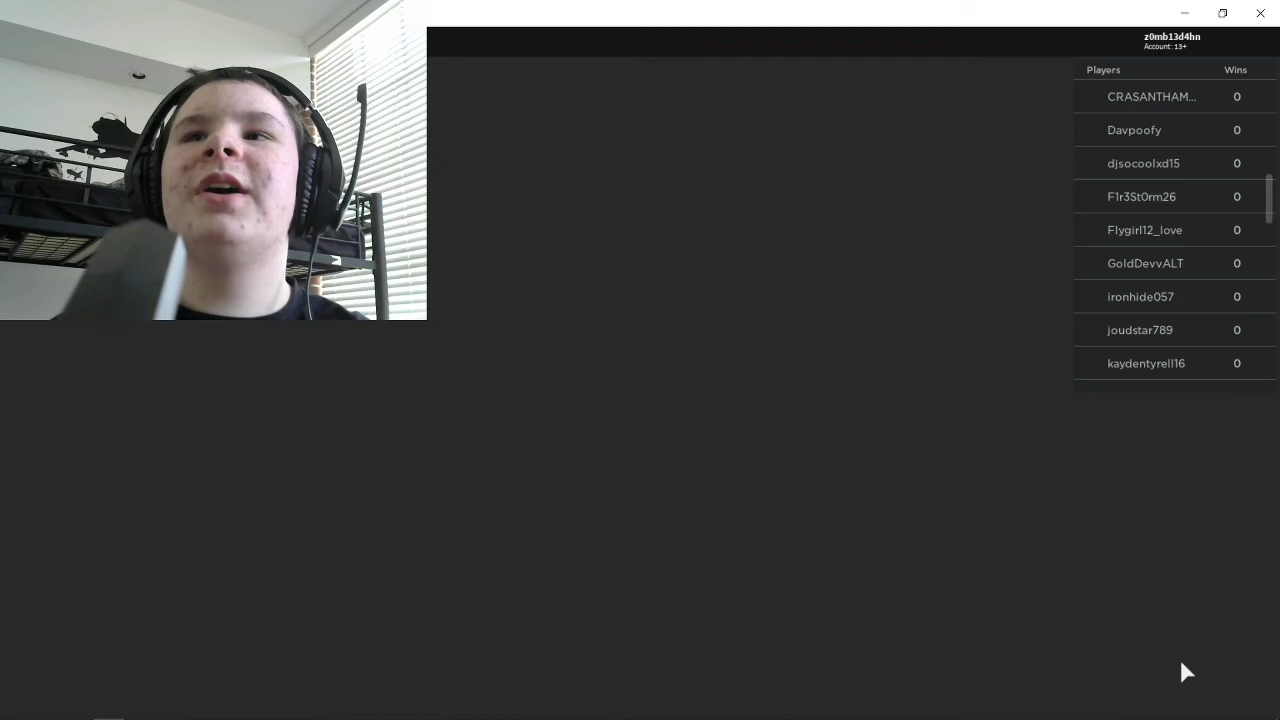 z0mb13d4hn
Account: 13+
Players Wins
CRASANTHAM... 0
Davpoofy 0
djsocoolxd15 0
F1r3St0rm26 0
Flygirl12_love 0
GoldDevvALT 0
ironhide057 0
joudstar789 0
kaydentyrell16 0